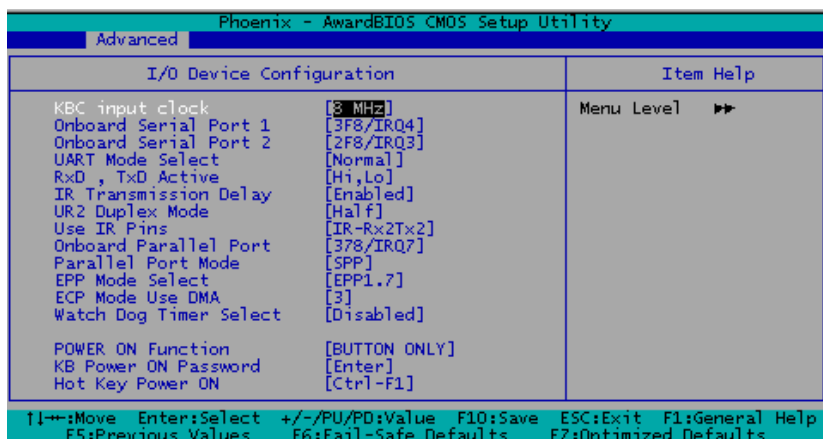 Phoenix - AwardBIOS CMOS Setup Utility
Advanced
I/O Device Configuration
Item Help
KBC input clock [8 MHz]
Menu Level ▶▶
Onboard Serial Port 1 [3F8/IRQ4]
Onboard Serial Port 2 [2F8/IRQ3]
UART Mode Select [Normal]
RxD , TxD Active [Hi,Lo]
IR Transmission Delay [Enabled]
UR2 Duplex Mode [Half]
Use IR Pins [IR-Rx2Tx2]
Onboard Parallel Port [378/IRQ7]
Parallel Port Mode [SPP]
EPP Mode Select [EPP1.7]
ECP Mode Use DMA [3]
Watch Dog Timer Select [Disabled]
POWER ON Function [BUTTON ONLY]
KB Power ON Password [Enter]
Hot Key Power ON [Ctrl-F1]
↑↓→←:Move Enter:Select +/-/PU/PD:Value F10:Save ESC:Exit F1:General Help
F5:Previous Values F6:Fail-Safe Defaults F7:Optimized Defaults